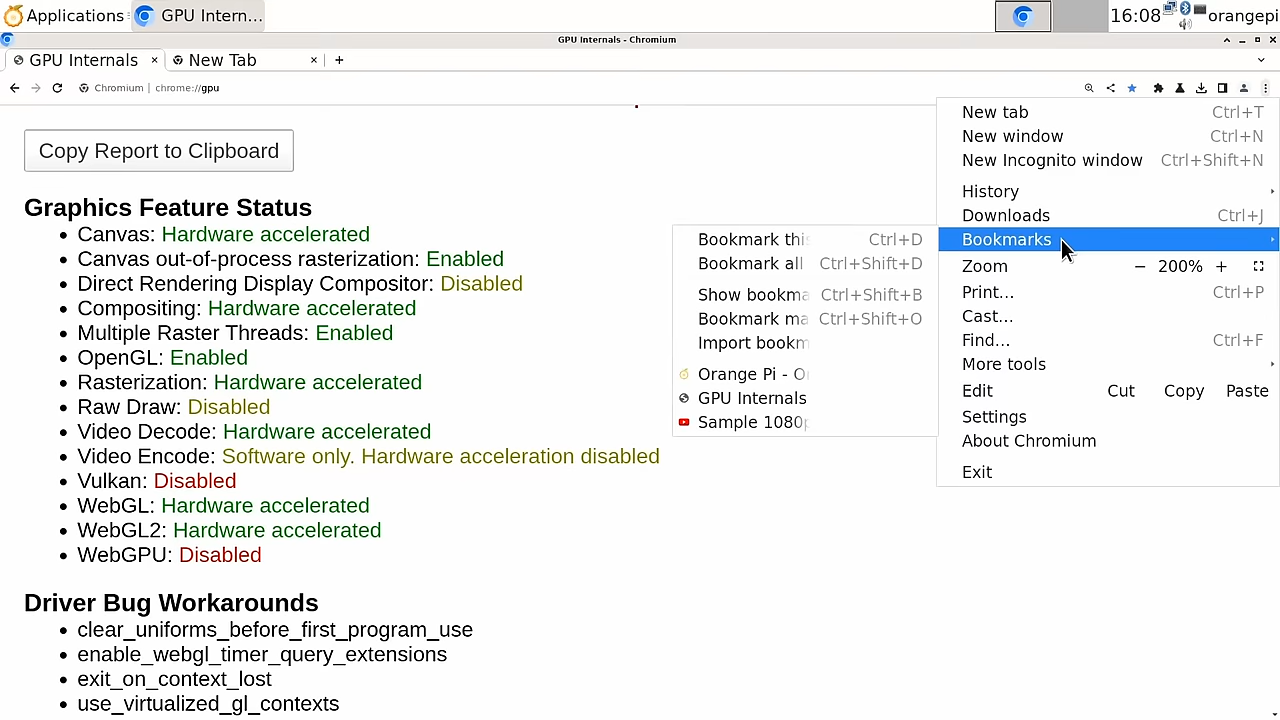 Applications
GPU Intern...
16:08
orangepi
GPU Internals - Chromium
GPU Internals
New Tab
Chromium | chrome://gpu
Copy Report to Clipboard
Graphics Feature Status
Canvas: Hardware accelerated
Canvas out-of-process rasterization: Enabled
Direct Rendering Display Compositor: Disabled
Compositing: Hardware accelerated
Multiple Raster Threads: Enabled
OpenGL: Enabled
Rasterization: Hardware accelerated
Raw Draw: Disabled
Video Decode: Hardware accelerated
Video Encode: Software only. Hardware acceleration disabled
Vulkan: Disabled
WebGL: Hardware accelerated
WebGL2: Hardware accelerated
WebGPU: Disabled
Driver Bug Workarounds
clear_uniforms_before_first_program_use
enable_webgl_timer_query_extensions
exit_on_context_lost
use_virtualized_gl_contexts
Bookmark this Ctrl+D
Bookmark all Ctrl+Shift+D
Show bookma Ctrl+Shift+B
Bookmark ma Ctrl+Shift+O
Import bookm
Orange Pi - Or
GPU Internals
Sample 1080p
New tab Ctrl+T
New window Ctrl+N
New Incognito window Ctrl+Shift+N
History
Downloads Ctrl+J
Bookmarks
Zoom − 200% +
Print... Ctrl+P
Cast...
Find... Ctrl+F
More tools
Edit Cut Copy Paste
Settings
About Chromium
Exit